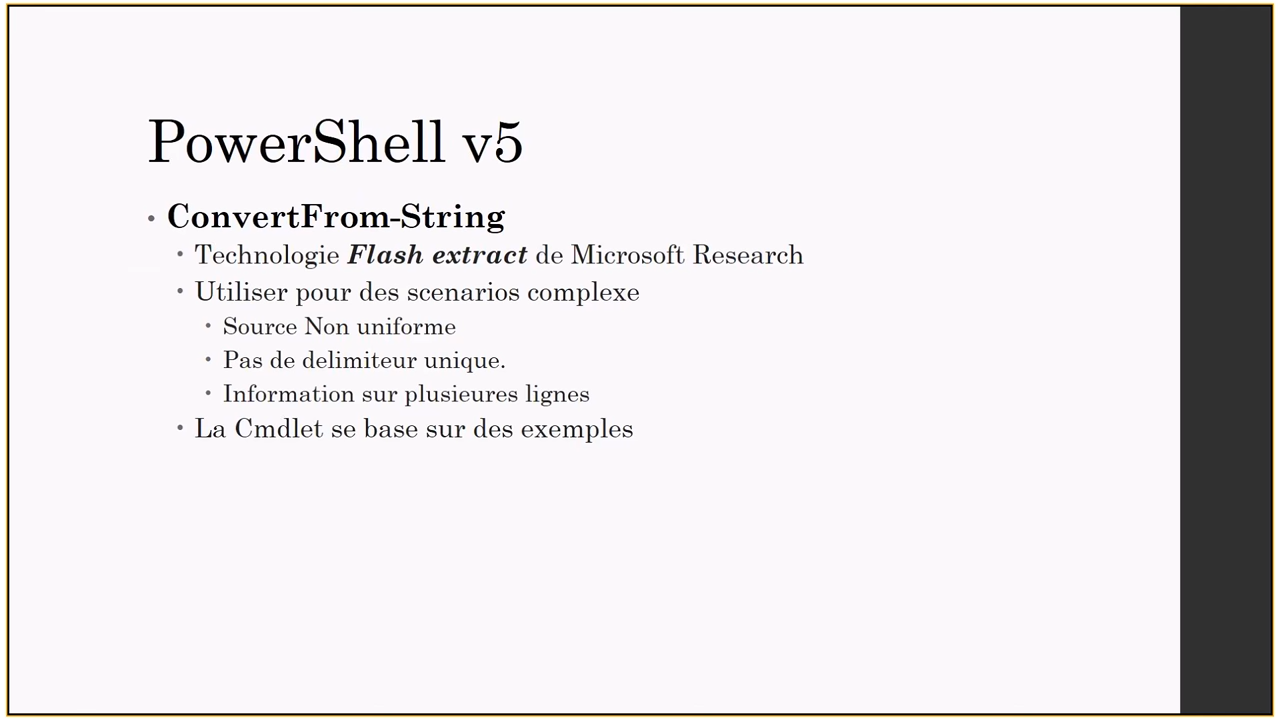 PowerShell v5
• ConvertFrom-String
• Technologie Flash extract de Microsoft Research
• Utiliser pour des scenarios complexe
• Source Non uniforme
• Pas de delimiteur unique.
• Information sur plusieures lignes
• La Cmdlet se base sur des exemples